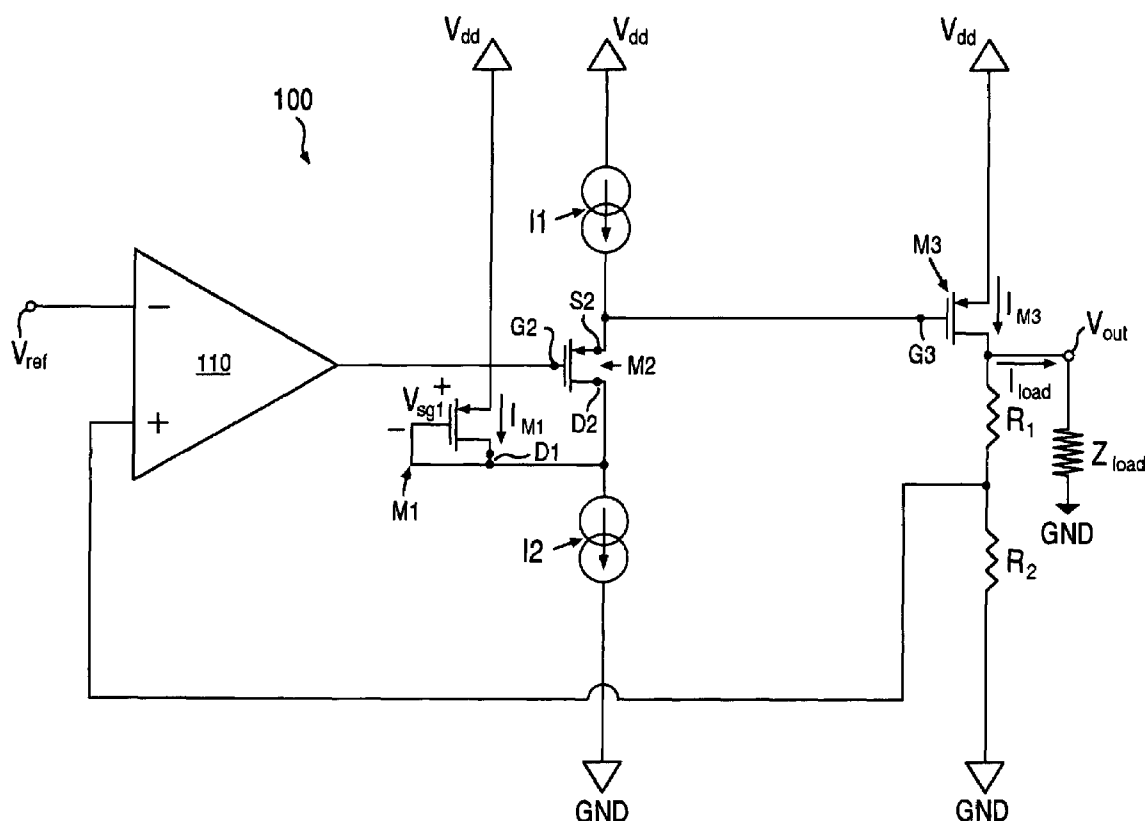 Vdd
Vdd
Vdd
100
I1
M3
S2
IM3
G2
Vout
Vref
−
110
+
Vsg1
+
−
IM1
M2
G3
Iload
D2
D1
R1
Zload
M1
GND
I2
R2
GND
GND